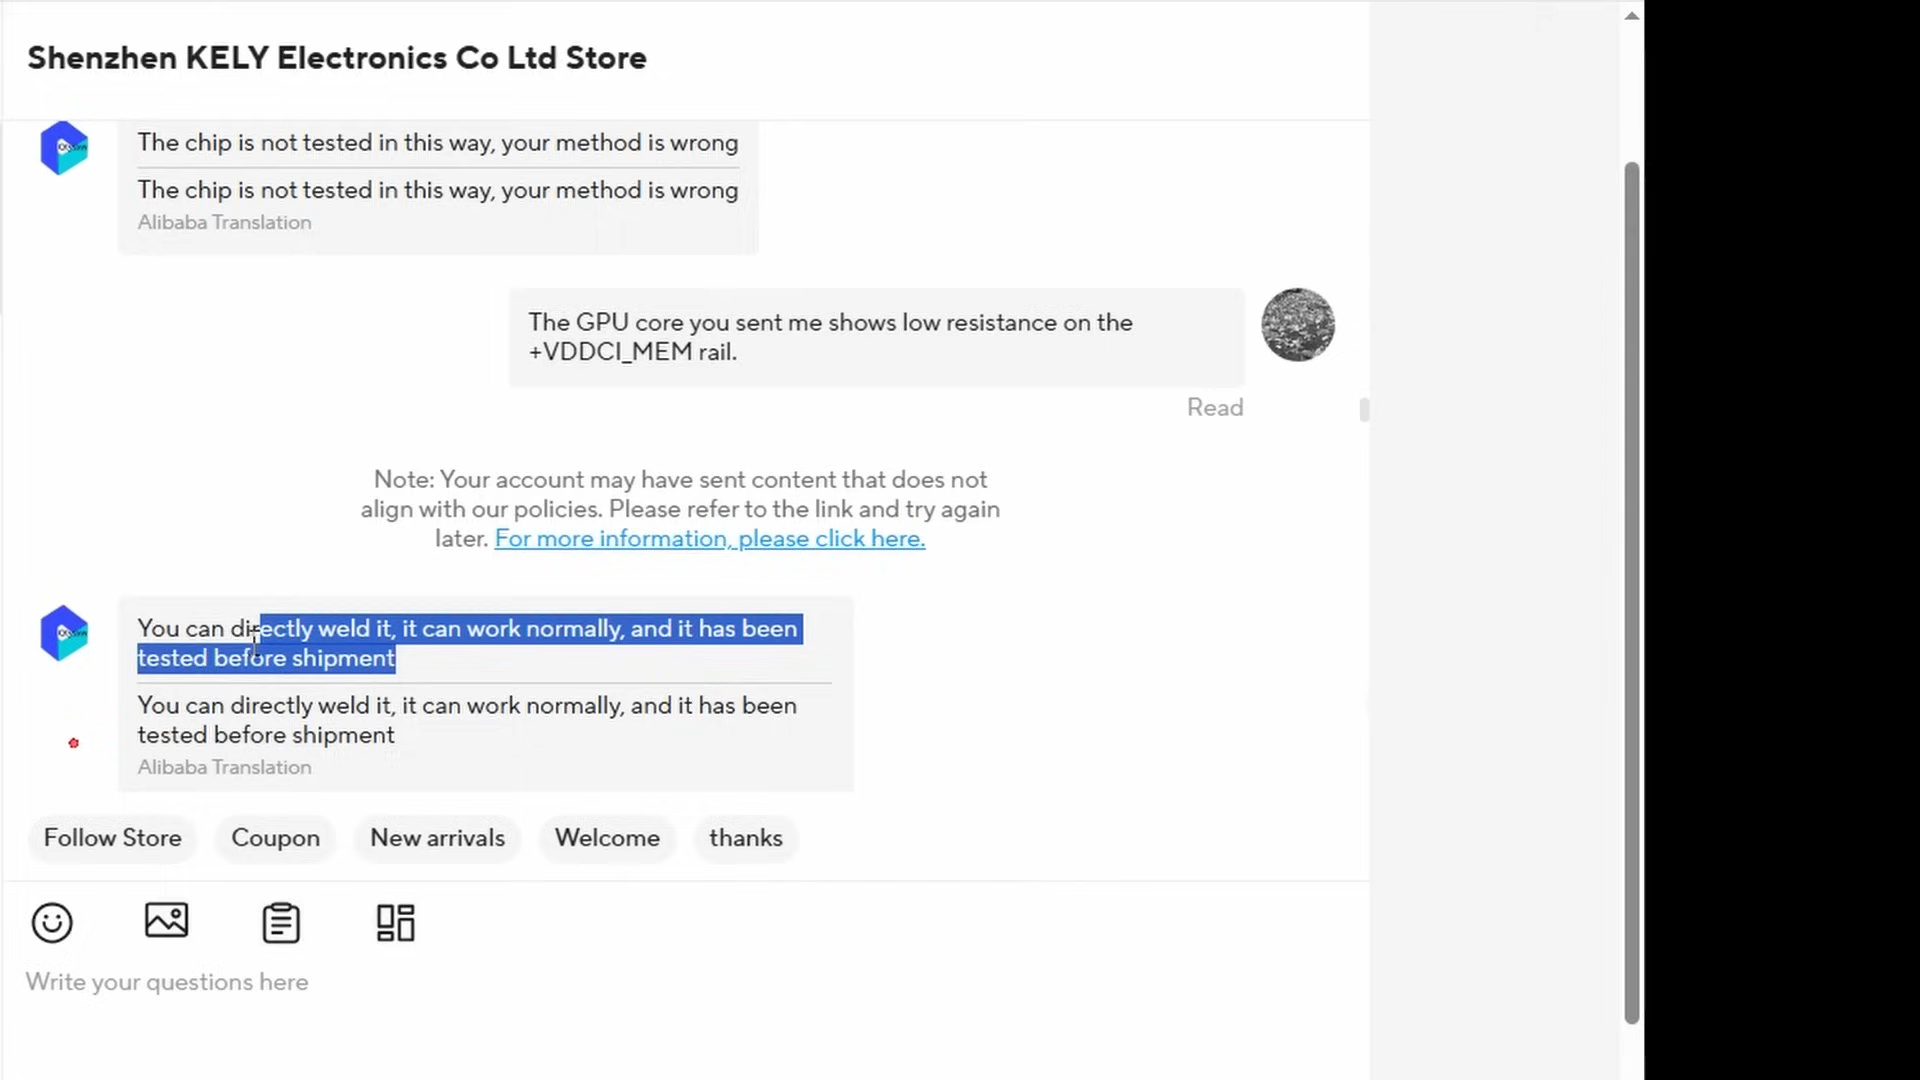 Shenzhen KELY Electronics Co Ltd Store
The chip is not tested in this way, your method is wrong
The chip is not tested in this way, your method is wrong
Alibaba Translation
The GPU core you sent me shows low resistance on the
+VDDCI_MEM rail.
Read
Note: Your account may have sent content that does not
align with our policies. Please refer to the link and try again
later. For more information, please click here.
You can directly weld it, it can work normally, and it has been
tested before shipment
You can directly weld it, it can work normally, and it has been
tested before shipment
Alibaba Translation
Follow Store Coupon New arrivals Welcome thanks
Write your questions here